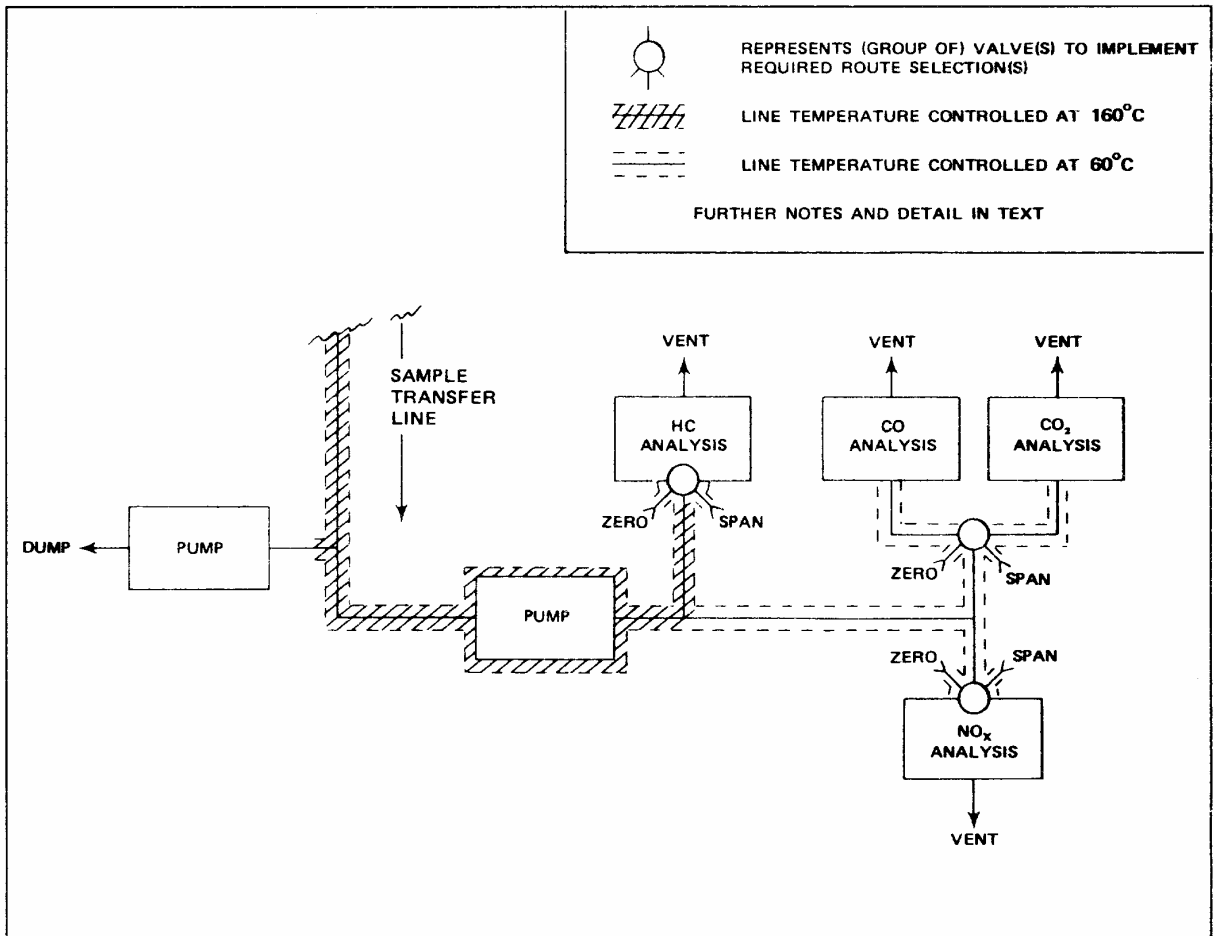 REPRESENTS (GROUP OF) VALVE(S) TO IMPLEMENT
REQUIRED ROUTE SELECTION(S)
LINE TEMPERATURE CONTROLLED AT 160°C
LINE TEMPERATURE CONTROLLED AT 60°C
FURTHER NOTES AND DETAIL IN TEXT
SAMPLE
TRANSFER
LINE
VENT
VENT
VENT
HC
ANALYSIS
CO
ANALYSIS
CO₂
ANALYSIS
ZERO
SPAN
DUMP
PUMP
ZERO
SPAN
PUMP
ZERO
SPAN
NOₓ
ANALYSIS
VENT